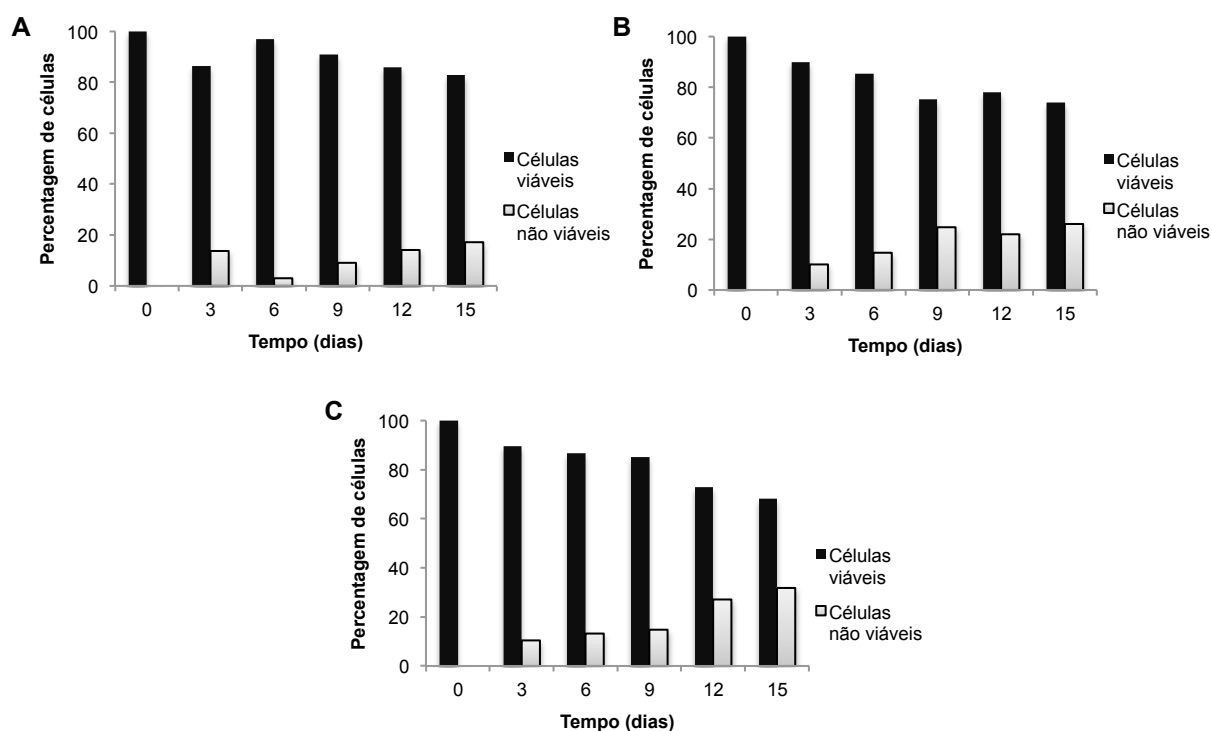 A
Percentagem de células
100
80
60
40
20
0
0 3 6 9 12 15
Tempo (dias)
Células
viáveis
Células
não viáveis
B
Percentagem de células
100
80
60
40
20
0
0 3 6 9 12 15
Tempo (dias)
Células
viáveis
Células
não viáveis
C
Percentagem de células
100
80
60
40
20
0
0 3 6 9 12 15
Tempo (dias)
Células
viáveis
Células
não viáveis